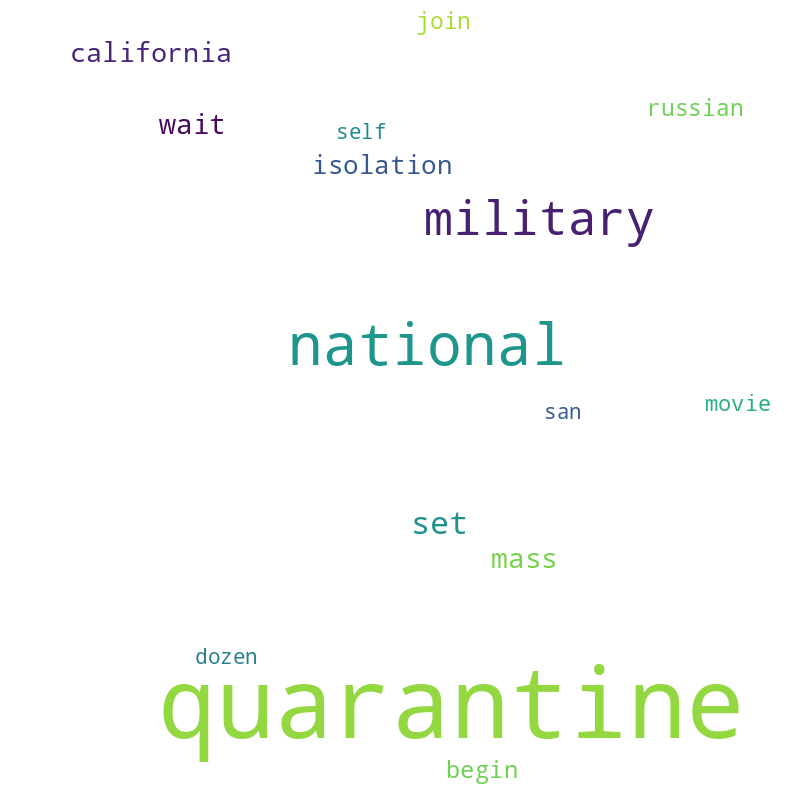 join
california
russian
wait
self
isolation
military
national
san
movie
set
mass
dozen
quarantine
begin